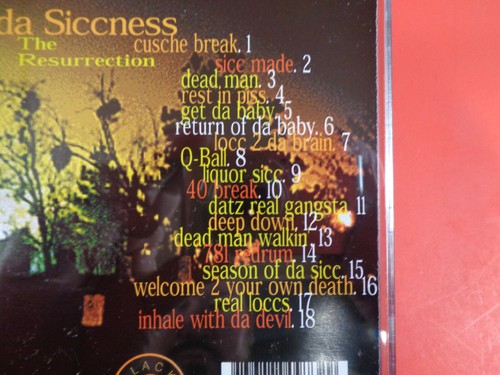 da Siccness
The
Resurrection
cusche break. 1
sicc made. 2
dead man. 3
rest in piss. 4
get da baby. 5
return of da baby. 6
locc 2 da brain. 7
Q-Ball. 8
liquor sicc. 9
40 break. 10
datz real gangsta. 11
deep down. 12
dead man walkin'. 13
781 redrum. 14
season of da sicc. 15
welcome 2 your own death. 16
real loccs. 17
inhale with da devil. 18
BLACK